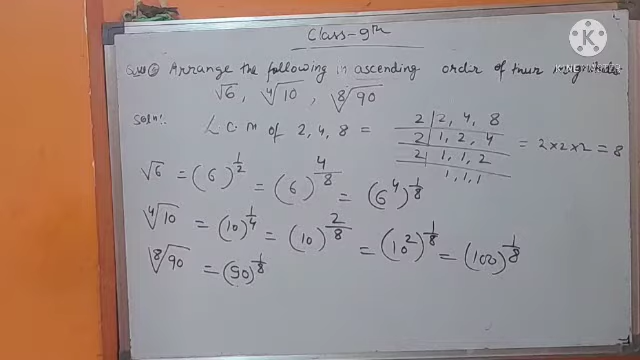 Class-9th
Arrange the following in ascending order of their magnitudes
√6, ∜10, ⁸√90
Soln:
L.C.M of 2, 4, 8 =
2 | 2, 4, 8
2 | 1, 2, 4
2 | 1, 1, 2
1, 1, 1
= 2×2×2 = 8
√6 = (6)^1/2 = (6)^4/8 = (6^4)^1/8
∜10 = (10)^1/4 = (10)^2/8 = (10^2)^1/8 = (100)^1/8
⁸√90 = (90)^1/8